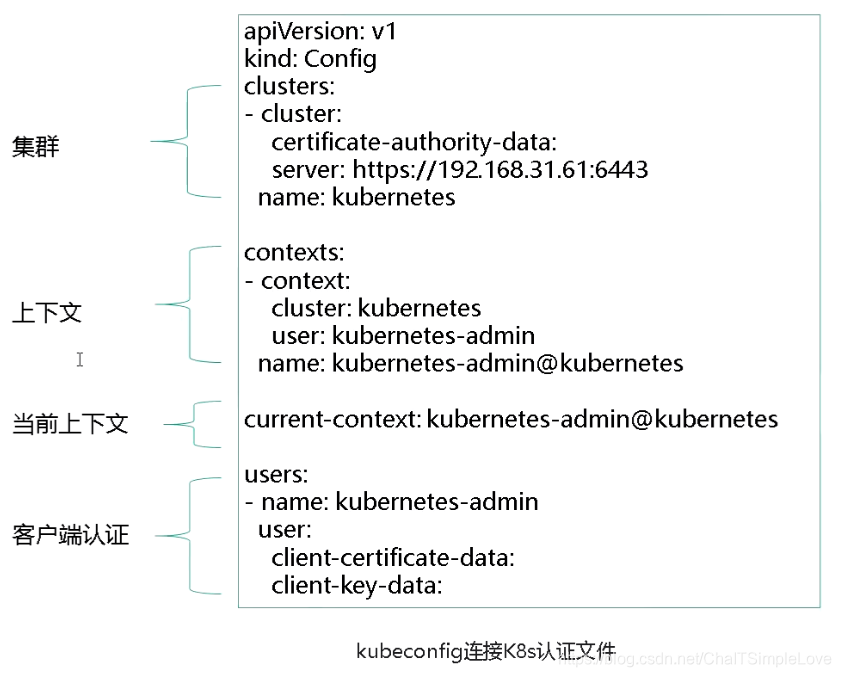 apiVersion: v1
kind: Config
集群
clusters:
- cluster:
certificate-authority-data:
server: https://192.168.31.61:6443
name: kubernetes
上下文
contexts:
- context:
cluster: kubernetes
user: kubernetes-admin
name: kubernetes-admin@kubernetes
当前上下文
current-context: kubernetes-admin@kubernetes
客户端认证
users:
- name: kubernetes-admin
user:
client-certificate-data:
client-key-data:
kubeconfig连接K8s认证文件
https://blog.csdn.net/ChaITSimpleLove